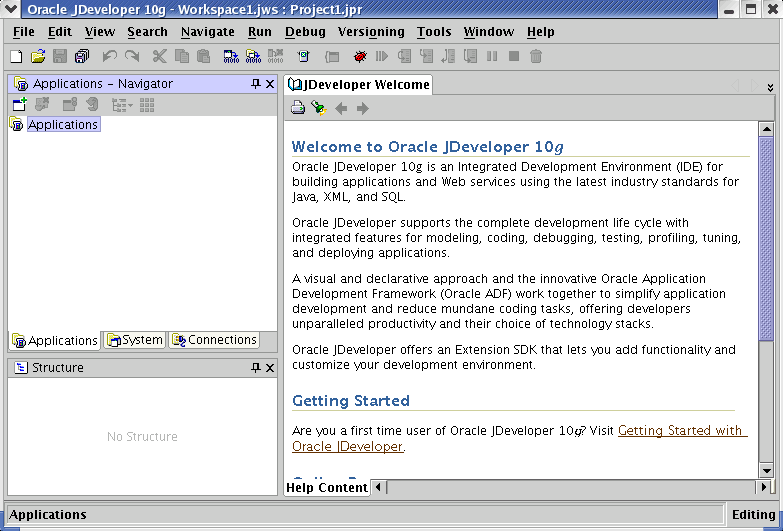 Oracle JDeveloper 10g - Workspace1.jws : Project1.jpr
File Edit View Search Navigate Run Debug Versioning Tools Window Help
Applications - Navigator
Applications
Applications System Connections
Structure
No Structure
JDeveloper Welcome
Welcome to Oracle JDeveloper 10g
Oracle JDeveloper 10g is an Integrated Development Environment (IDE) for
building applications and Web services using the latest industry standards for
Java, XML, and SQL.
Oracle JDeveloper supports the complete development life cycle with
integrated features for modeling, coding, debugging, testing, profiling, tuning,
and deploying applications.
A visual and declarative approach and the innovative Oracle Application
Development Framework (Oracle ADF) work together to simplify application
development and reduce mundane coding tasks, offering developers
unparalleled productivity and their choice of technology stacks.
Oracle JDeveloper offers an Extension SDK that lets you add functionality and
customize your development environment.
Getting Started
Are you a first time user of Oracle JDeveloper 10g? Visit Getting Started with
Oracle JDeveloper.
Help Content
Applications
Editing